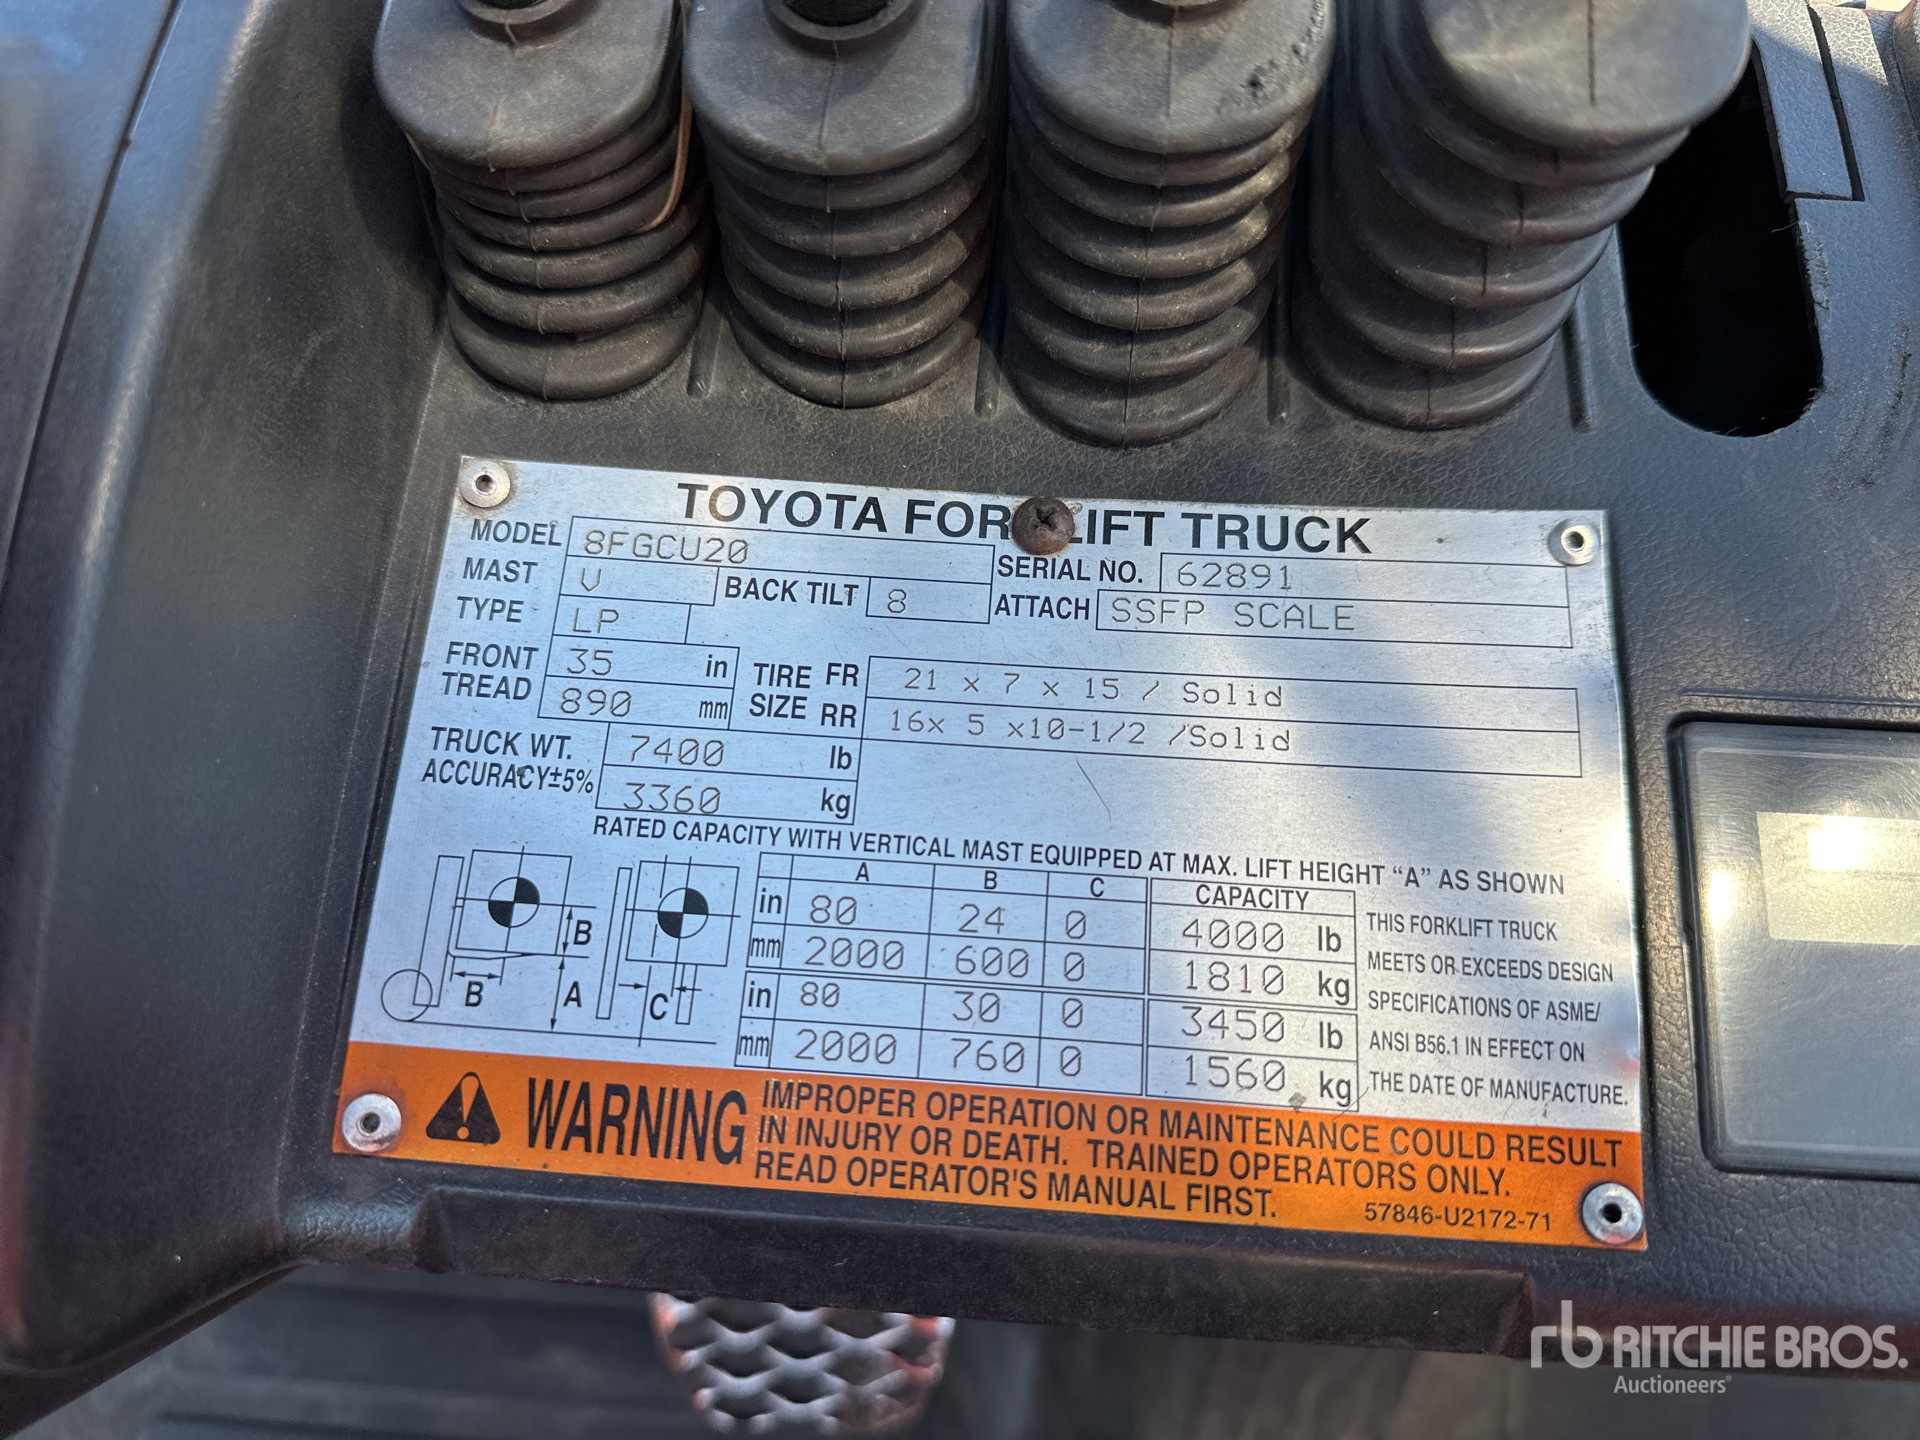 TOYOTA FOR LIFT TRUCK
MODEL 8FGCU20
SERIAL NO. 62891
MAST V BACK TILT 8 ATTACH SSFP SCALE
TYPE LP
FRONT TREAD 35 in
890 mm
TIRE SIZE FR 21 x 7 x 15 / Solid
RR 16x 5 x10-1/2 /Solid
TRUCK WT. 7400 lb
ACCURACY±5% 3360 kg
RATED CAPACITY WITH VERTICAL MAST EQUIPPED AT MAX. LIFT HEIGHT “A” AS SHOWN
A B C CAPACITY
in 80 24 0 4000 lb
mm 2000 600 0 1810 kg
in 80 30 0 3450 lb
mm 2000 760 0 1560 kg
B B A C
THIS FORKLIFT TRUCK
MEETS OR EXCEEDS DESIGN
SPECIFICATIONS OF ASME/
ANSI B56.1 IN EFFECT ON
THE DATE OF MANUFACTURE.
WARNING
IMPROPER OPERATION OR MAINTENANCE COULD RESULT
IN INJURY OR DEATH. TRAINED OPERATORS ONLY.
READ OPERATOR'S MANUAL FIRST.
57846-U2172-71
rb RITCHIE BROS.
Auctioneers